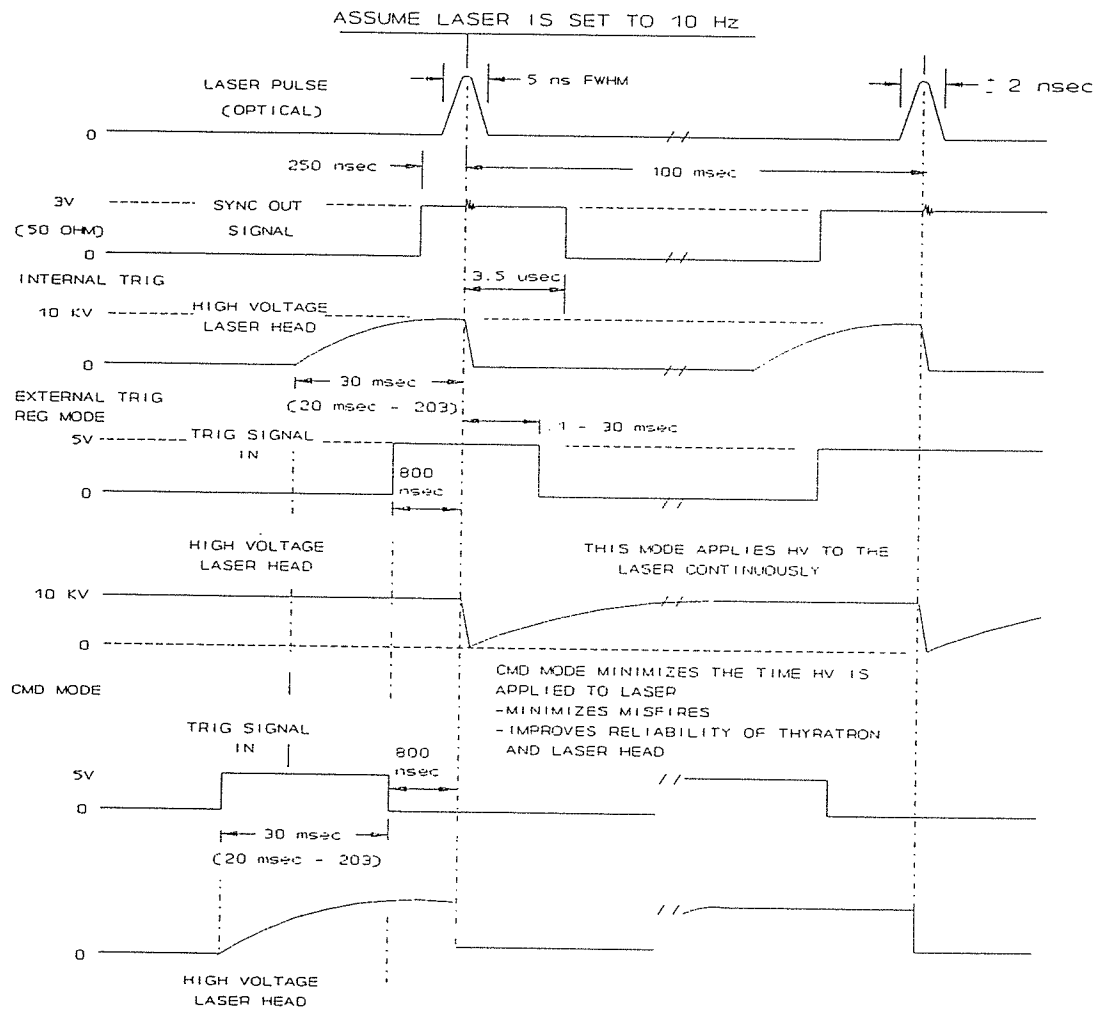 ASSUME LASER IS SET TO 10 Hz
LASER PULSE
(OPTICAL)
5 ns FWHM
2 nsec
0
250 nsec
100 msec
3V
SYNC OUT
(50 OHM)
SIGNAL
0
INTERNAL TRIG
3.5 usec
10 KV
HIGH VOLTAGE
LASER HEAD
0
30 msec
EXTERNAL TRIG
(20 msec - 203)
REG MODE
.1 - 30 msec
5V
TRIG SIGNAL
IN
800
nsec
0
HIGH VOLTAGE
LASER HEAD
THIS MODE APPLIES HV TO THE
LASER CONTINUOUSLY
10 KV
0
CMD MODE MINIMIZES THE TIME HV IS
APPLIED TO LASER
CMD MODE
-MINIMIZES MISFIRES
-IMPROVES RELIABILITY OF THYRATRON
AND LASER HEAD
TRIG SIGNAL
IN
800
nsec
5V
0
30 msec
(20 msec - 203)
0
HIGH VOLTAGE
LASER HEAD